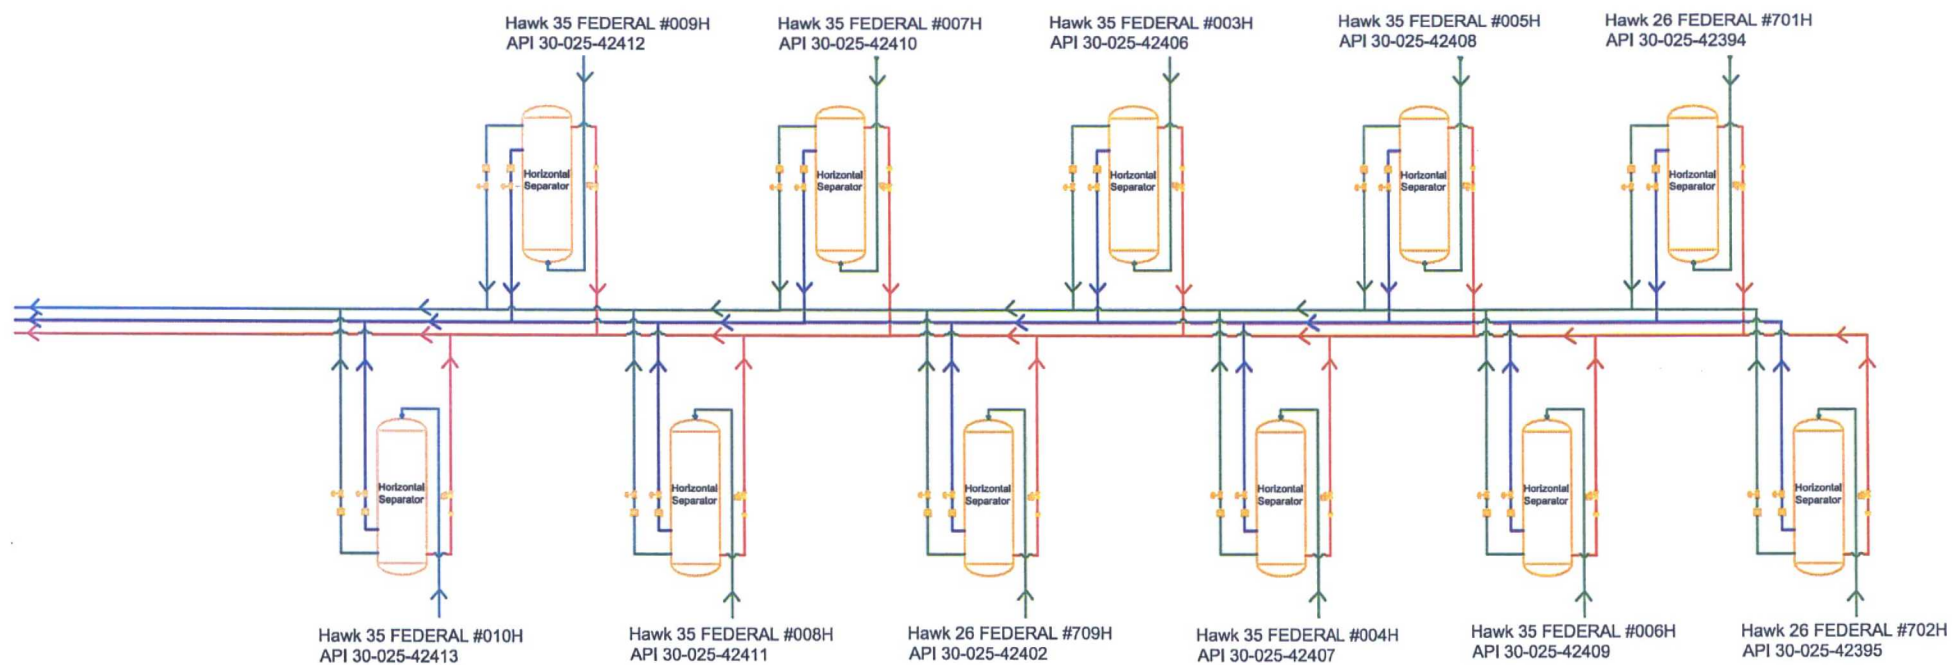 Hawk 35 FEDERAL #009H
API 30-025-42412
Hawk 35 FEDERAL #007H
API 30-025-42410
Hawk 35 FEDERAL #003H
API 30-025-42406
Hawk 35 FEDERAL #005H
API 30-025-42408
Hawk 26 FEDERAL #701H
API 30-025-42394
Horizontal
Separator
Horizontal
Separator
Horizontal
Separator
Horizontal
Separator
Horizontal
Separator
Horizontal
Separator
Horizontal
Separator
Horizontal
Separator
Horizontal
Separator
Horizontal
Separator
Horizontal
Separator
Hawk 35 FEDERAL #010H
API 30-025-42413
Hawk 35 FEDERAL #008H
API 30-025-42411
Hawk 26 FEDERAL #709H
API 30-025-42402
Hawk 35 FEDERAL #004H
API 30-025-42407
Hawk 35 FEDERAL #006H
API 30-025-42409
Hawk 26 FEDERAL #702H
API 30-025-42395